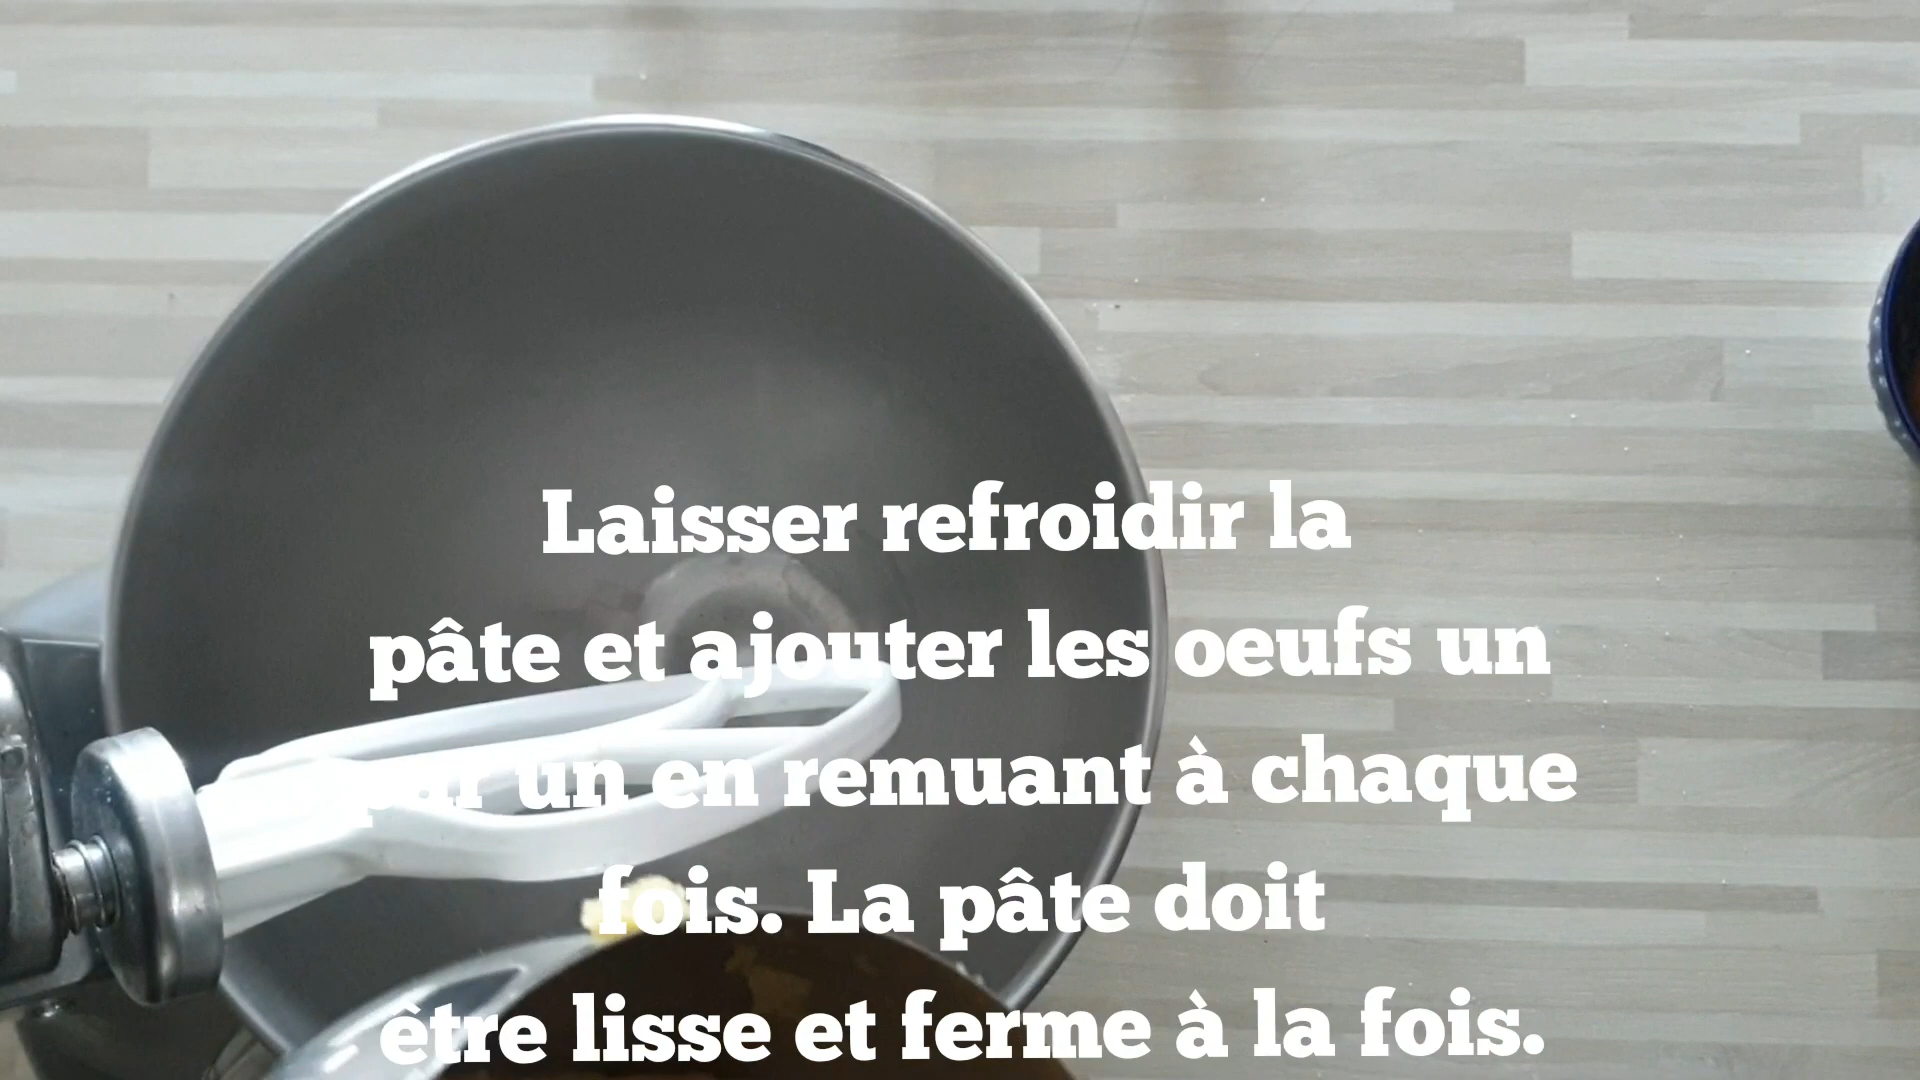 Laisser refroidir la
pâte et ajouter les oeufs un
par un en remuant à chaque
fois. La pâte doit
être lisse et ferme à la fois.